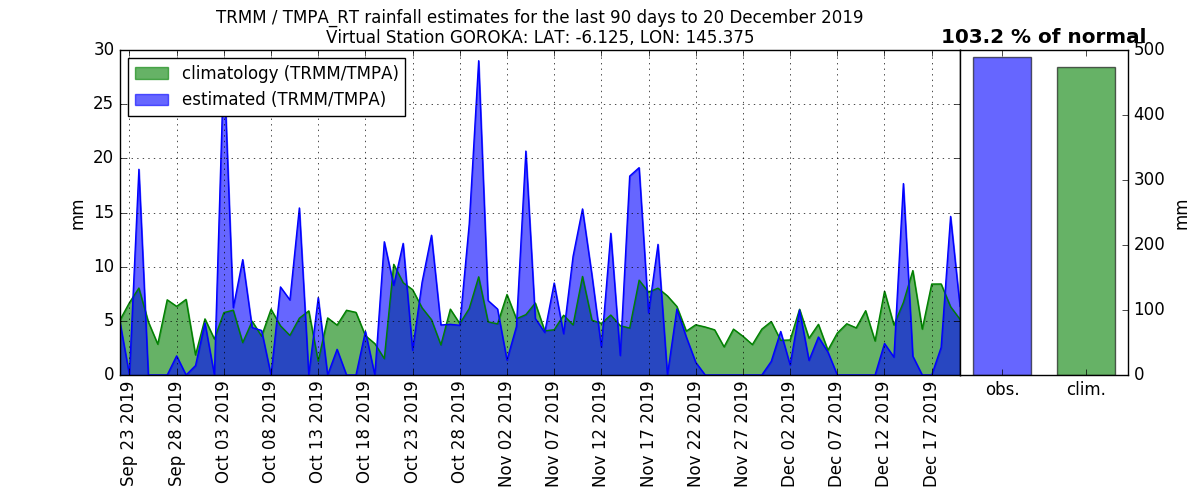 TRMM / TMPA_RT rainfall estimates for the last 90 days to 20 December 2019
Virtual Station GOROKA: LAT: -6.125, LON: 145.375
103.2 % of normal
climatology (TRMM/TMPA)
estimated (TRMM/TMPA)
30
25
20
15
10
5
0
mm
500
400
300
200
100
0
mm
obs.
clim.
Sep 23 2019
Sep 28 2019
Oct 03 2019
Oct 08 2019
Oct 13 2019
Oct 18 2019
Oct 23 2019
Oct 28 2019
Nov 02 2019
Nov 07 2019
Nov 12 2019
Nov 17 2019
Nov 22 2019
Nov 27 2019
Dec 02 2019
Dec 07 2019
Dec 12 2019
Dec 17 2019